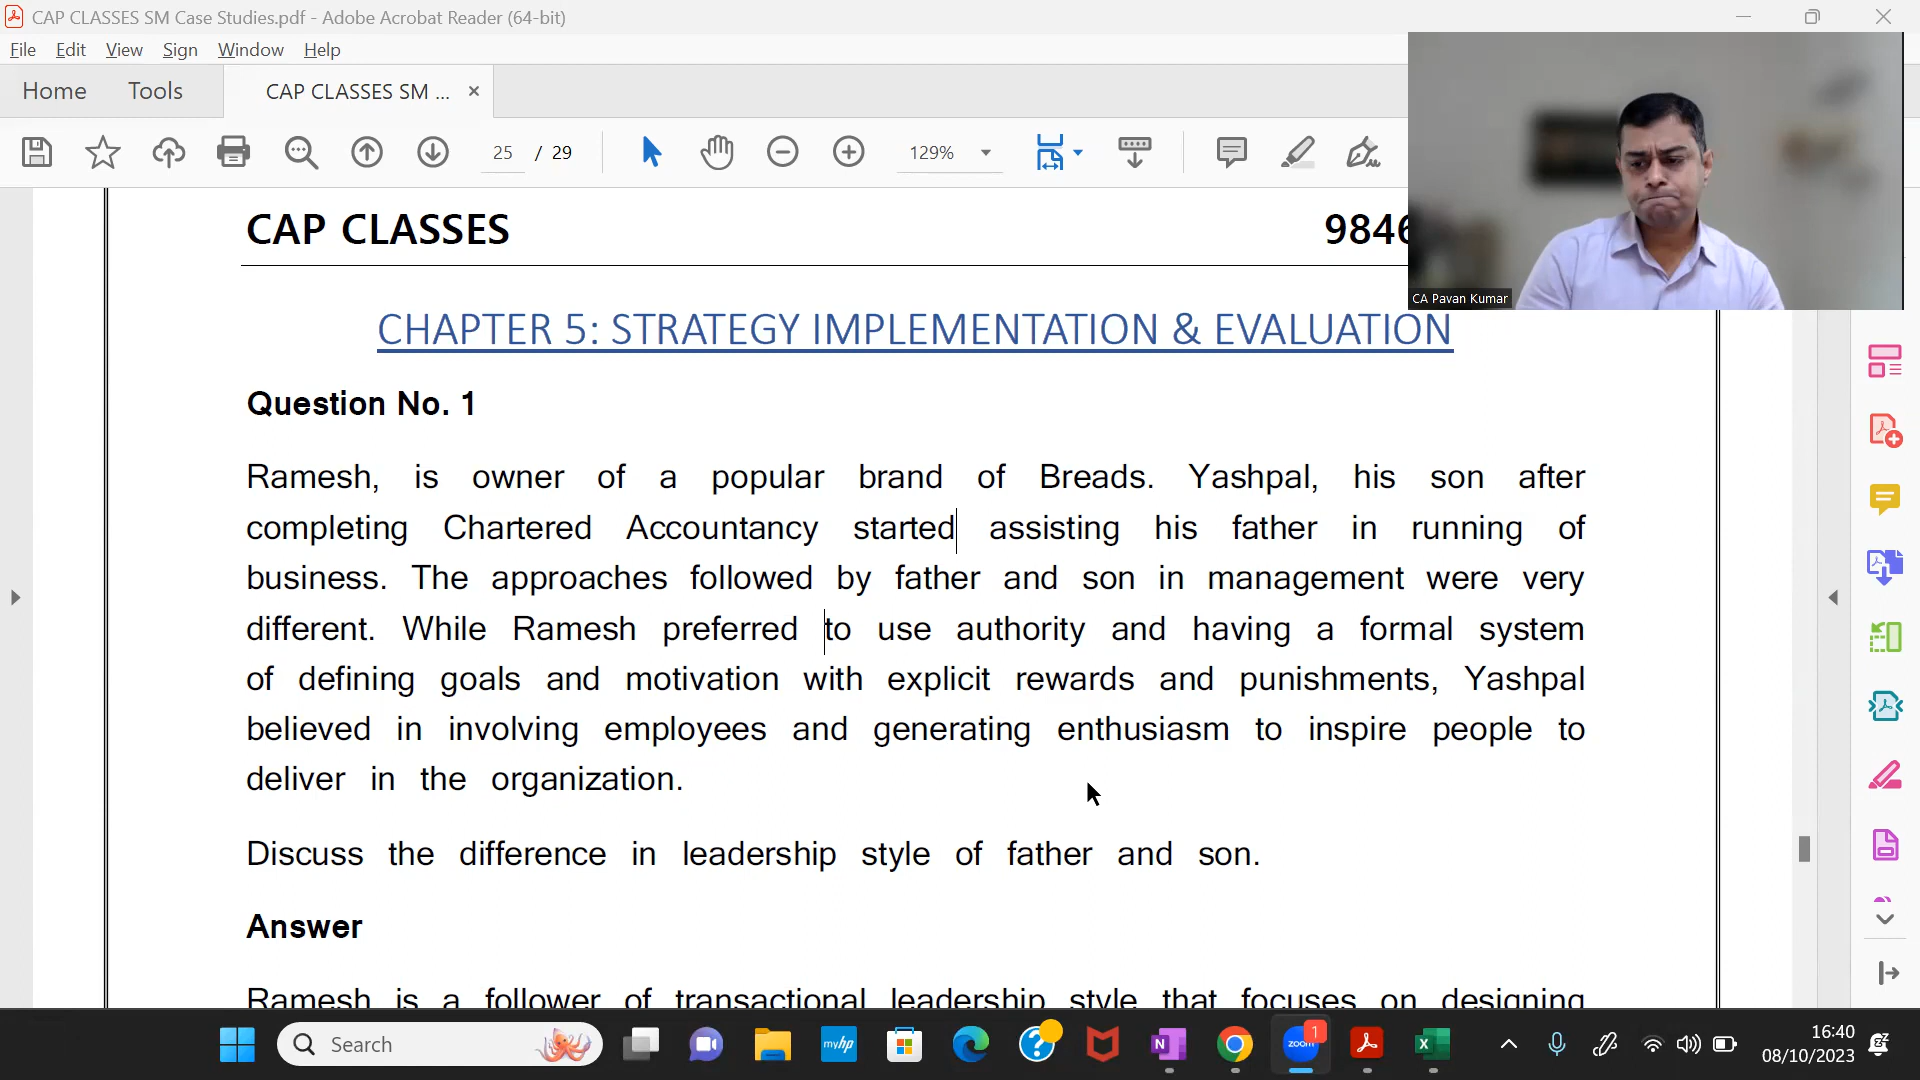 CAP CLASSES SM Case Studies.pdf - Adobe Acrobat Reader (64-bit)
File Edit View Sign Window Help
Home Tools CAP CLASSES SM ... ×
25 / 29 129%
CA Pavan Kumar
CAP CLASSES 9846
CHAPTER 5: STRATEGY IMPLEMENTATION & EVALUATION
Question No. 1
Ramesh, is owner of a popular brand of Breads. Yashpal, his son after
completing Chartered Accountancy started assisting his father in running of
business. The approaches followed by father and son in management were very
different. While Ramesh preferred to use authority and having a formal system
of defining goals and motivation with explicit rewards and punishments, Yashpal
believed in involving employees and generating enthusiasm to inspire people to
deliver in the organization.
Discuss the difference in leadership style of father and son.
Answer
Ramesh is a follower of transactional leadership style that focuses on designing
Search
myhp
N
zoom
1
X
16:40
08/10/2023